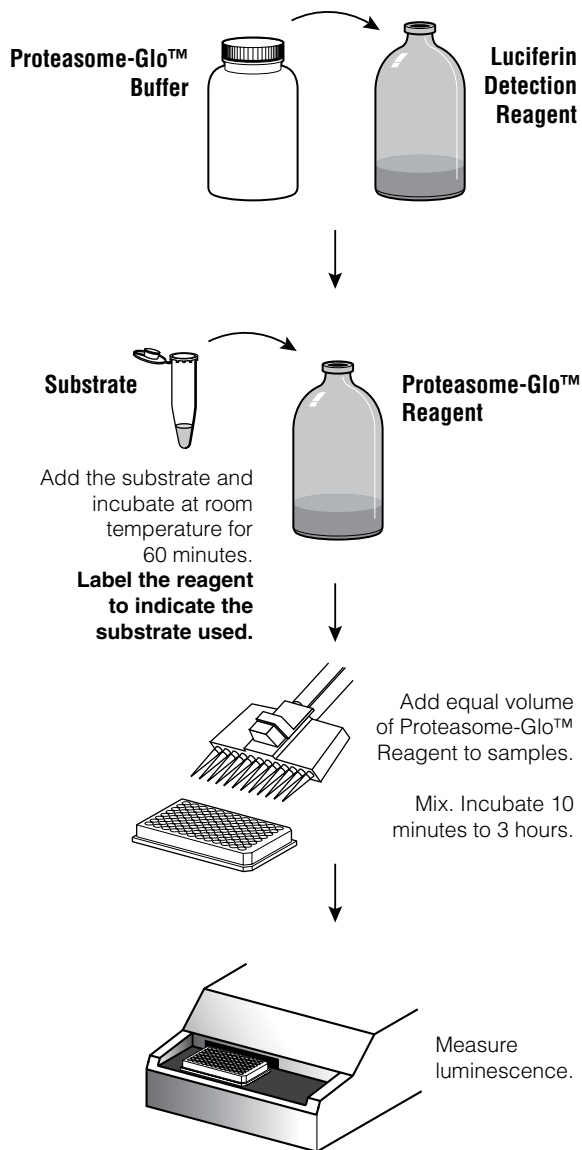 Proteasome-Glo™
Buffer
Luciferin
Detection
Reagent
Substrate
Proteasome-Glo™
Reagent
Add the substrate and
incubate at room
temperature for
60 minutes.
Label the reagent
to indicate the
substrate used.
Add equal volume
of Proteasome-Glo™
Reagent to samples.
Mix. Incubate 10
minutes to 3 hours.
Measure
luminescence.